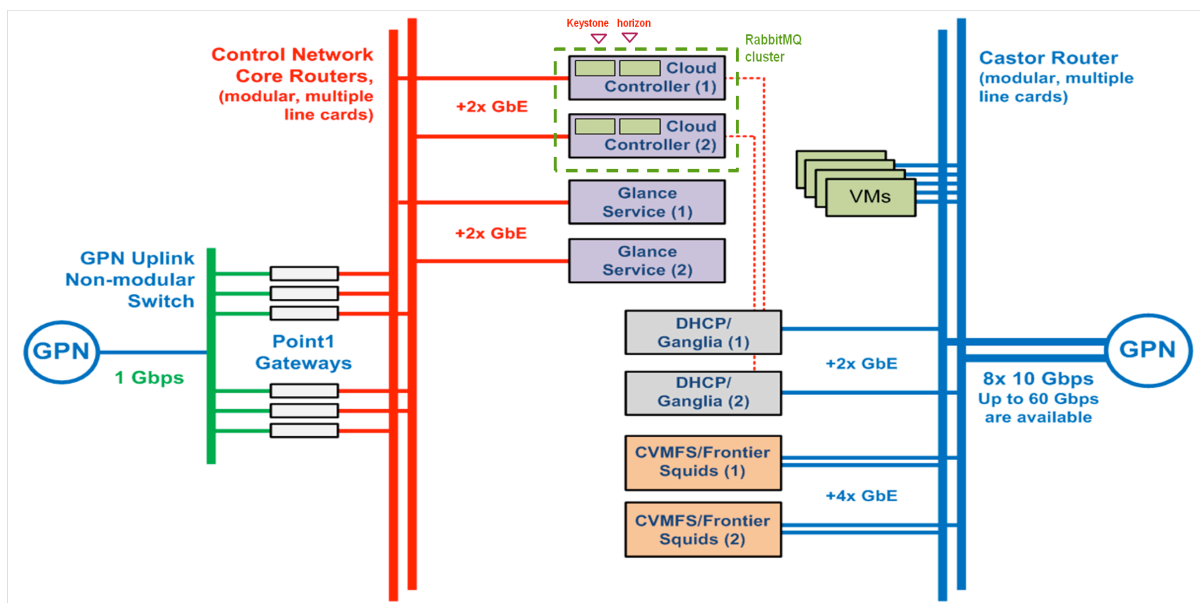 Keystone horizon
RabbitMQ
cluster
Control Network
Core Routers,
(modular, multiple
line cards)
+2x GbE
Cloud
Controller (1)
Cloud
Controller (2)
Castor Router
(modular, multiple
line cards)
VMs
Glance
Service (1)
+2x GbE
Glance
Service (2)
GPN Uplink
Non-modular
Switch
GPN
1 Gbps
Point1
Gateways
DHCP/
Ganglia (1)
+2x GbE
DHCP/
Ganglia (2)
GPN
8x 10 Gbps
Up to 60 Gbps
are available
CVMFS/Frontier
Squids (1)
+4x GbE
CVMFS/Frontier
Squids (2)